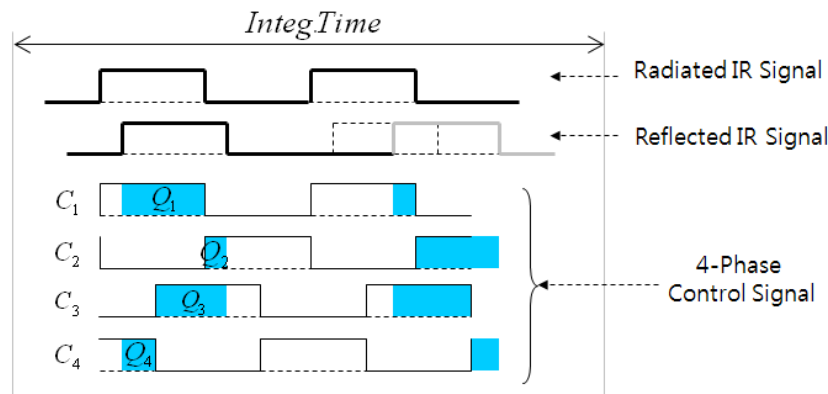 Integ.Time
Radiated IR Signal
Reflected IR Signal
C₁ Q₁
C₂ Q₂
C₃ Q₃
C₄ Q₄
4-Phase
Control Signal